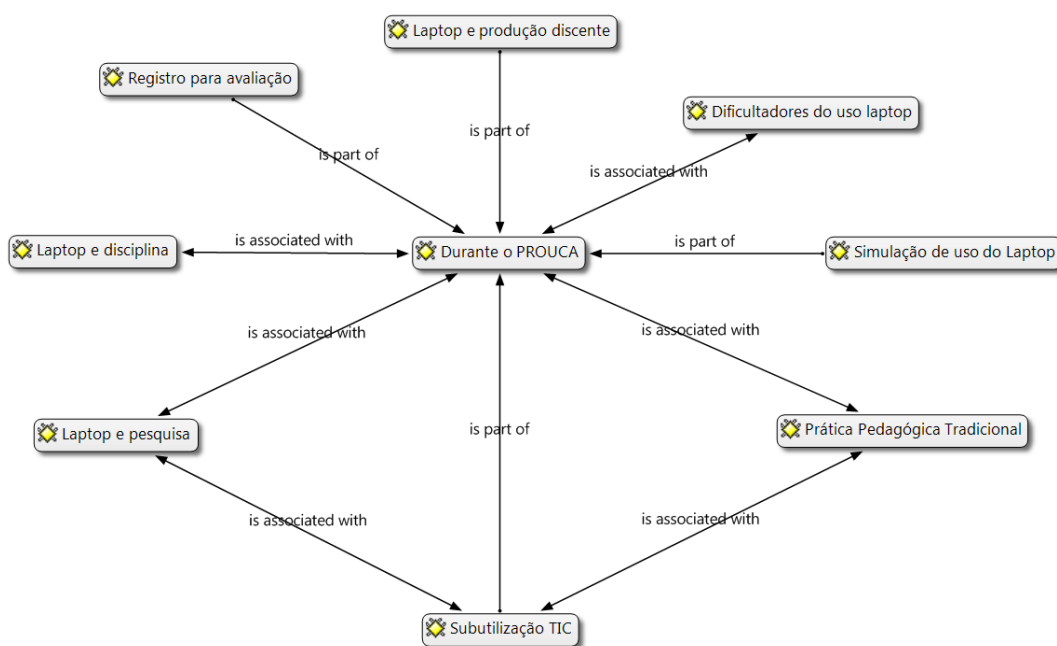 Laptop e produção discente
Registro para avaliação
Dificultadores do uso laptop
is part of
is part of
is associated with
Laptop e disciplina
is associated with
Durante o PROUCA
is part of
Simulação de uso do Laptop
is associated with
is associated with
Laptop e pesquisa
is part of
Prática Pedagógica Tradicional
is associated with
is associated with
Subutilização TIC